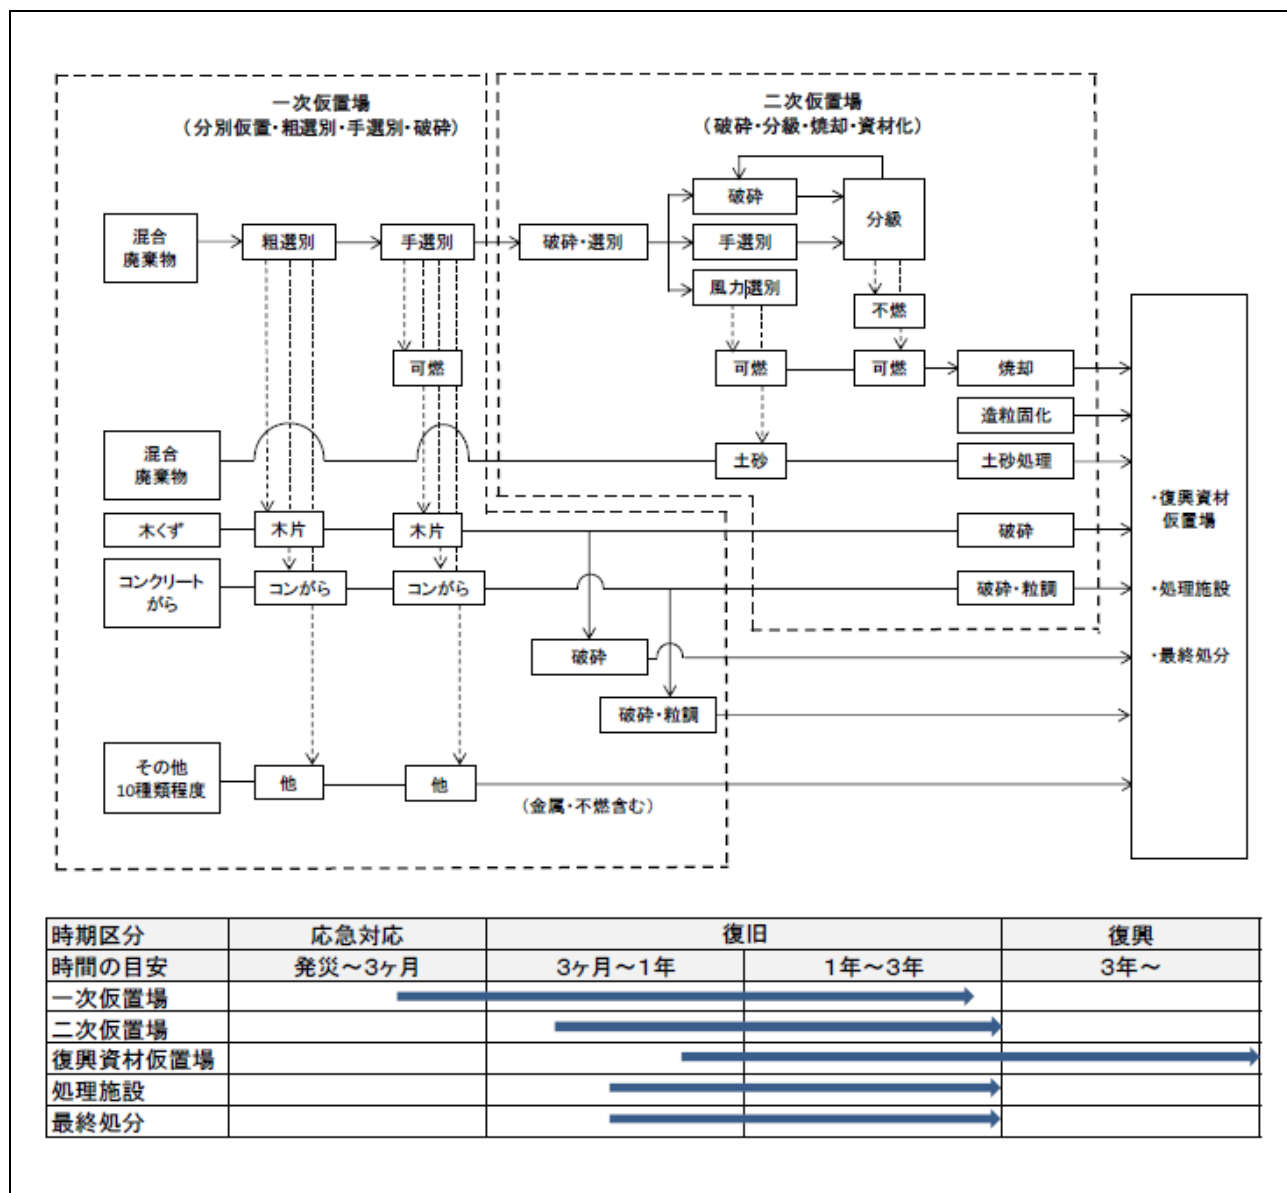 一次仮置場
（分別仮置・粗選別・手選別・破砕）
二次仮置場
（破砕・分級・焼却・資材化）
混合
廃棄物
粗選別
手選別
破砕・選別
破砕
手選別
風力選別
分級
不燃
可燃
可燃
可燃
焼却
造粒固化
混合
廃棄物
土砂
土砂処理
木くず
木片
木片
破砕
コンクリート
がら
コンがら
コンがら
破砕・粒調
破砕
破砕・粒調
その他
10種類程度
他
他
（金属・不燃含む）
・復興資材
仮置場
・処理施設
・最終処分
時期区分 応急対応 復旧 復興
時間の目安 発災～3ヶ月 3ヶ月～1年 1年～3年 3年～
一次仮置場
二次仮置場
復興資材仮置場
処理施設
最終処分